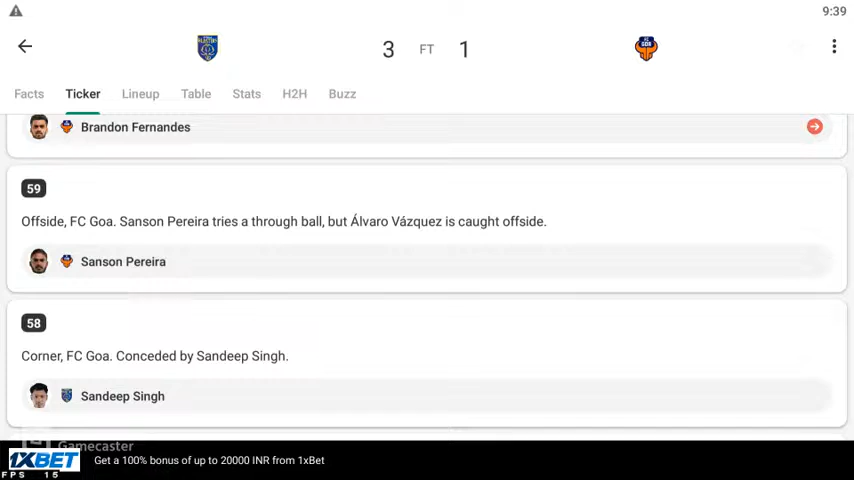 9:39
3 FT 1
Facts Ticker Lineup Table Stats H2H Buzz
Brandon Fernandes
59
Offside, FC Goa. Sanson Pereira tries a through ball, but Álvaro Vázquez is caught offside.
Sanson Pereira
58
Corner, FC Goa. Conceded by Sandeep Singh.
Sandeep Singh
Gamecaster
1XBET Get a 100% bonus of up to 20000 INR from 1xBet
FPS 15